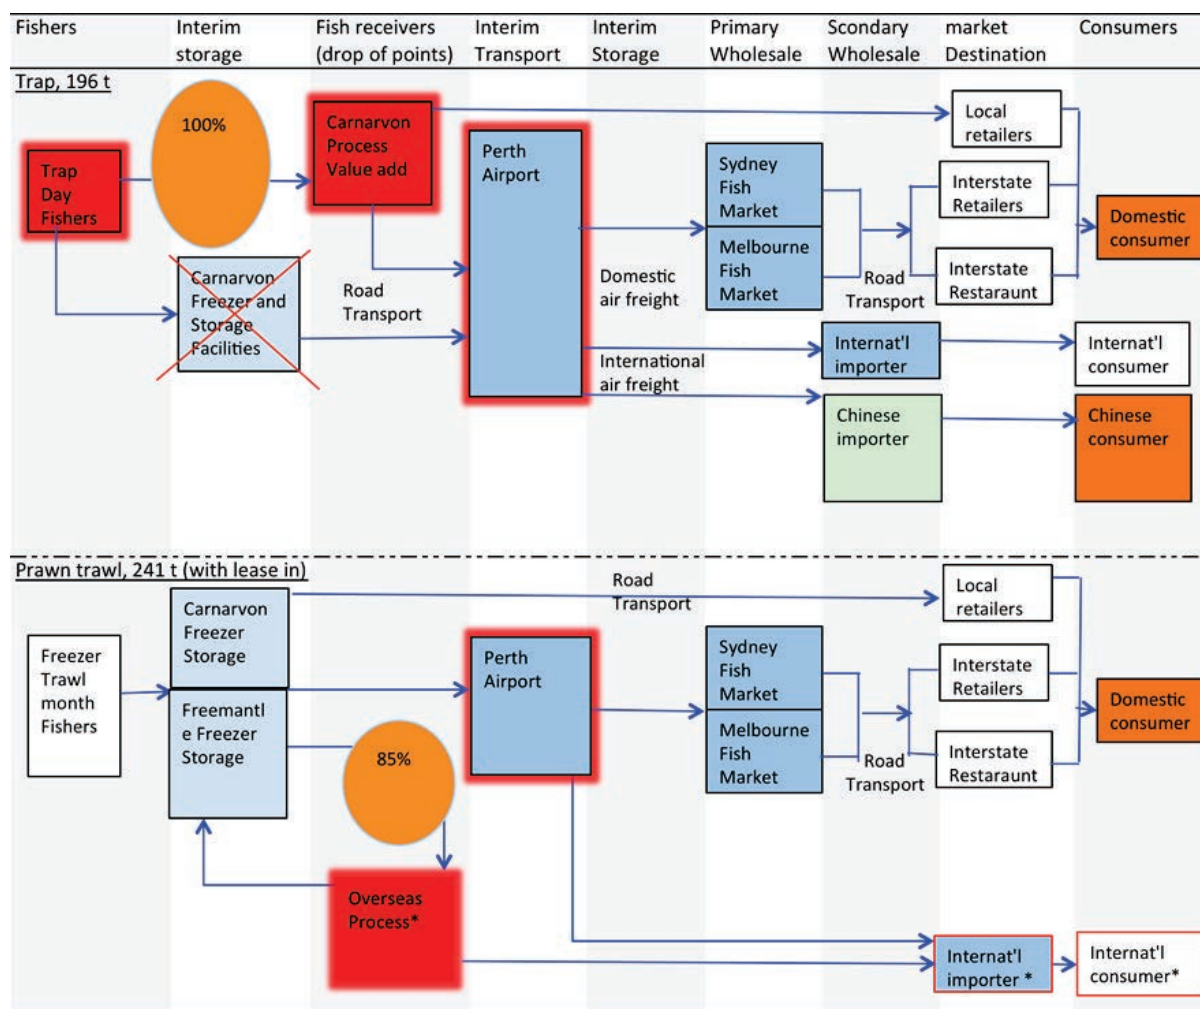 Fishers
Interim
storage
Fish receivers
(drop of points)
Interim
Transport
Interim
Storage
Primary
Wholesale
Scondary
Wholesale
market
Destination
Consumers
Trap, 196 t
100%
Trap
Day
Fishers
Carnarvon
Process
Value add
Carnarvon
Freezer and
Storage
Facilities
Road
Transport
Perth
Airport
Domestic
air freight
International
air freight
Sydney
Fish
Market
Melbourne
Fish
Market
Road
Transport
Local
retailers
Interstate
Retailers
Interstate
Restaraunt
Domestic
consumer
Internat'l
importer
Internat'l
consumer
Chinese
importer
Chinese
consumer
Prawn trawl, 241 t (with lease in)
Freezer
Trawl
month
Fishers
Carnarvon
Freezer
Storage
Freemantl
e Freezer
Storage
85%
Overseas
Process*
Perth
Airport
Road
Transport
Sydney
Fish
Market
Melbourne
Fish
Market
Road
Transport
Local
retailers
Interstate
Retailers
Interstate
Restaraunt
Domestic
consumer
Internat'l
importer *
Internat'l
consumer*